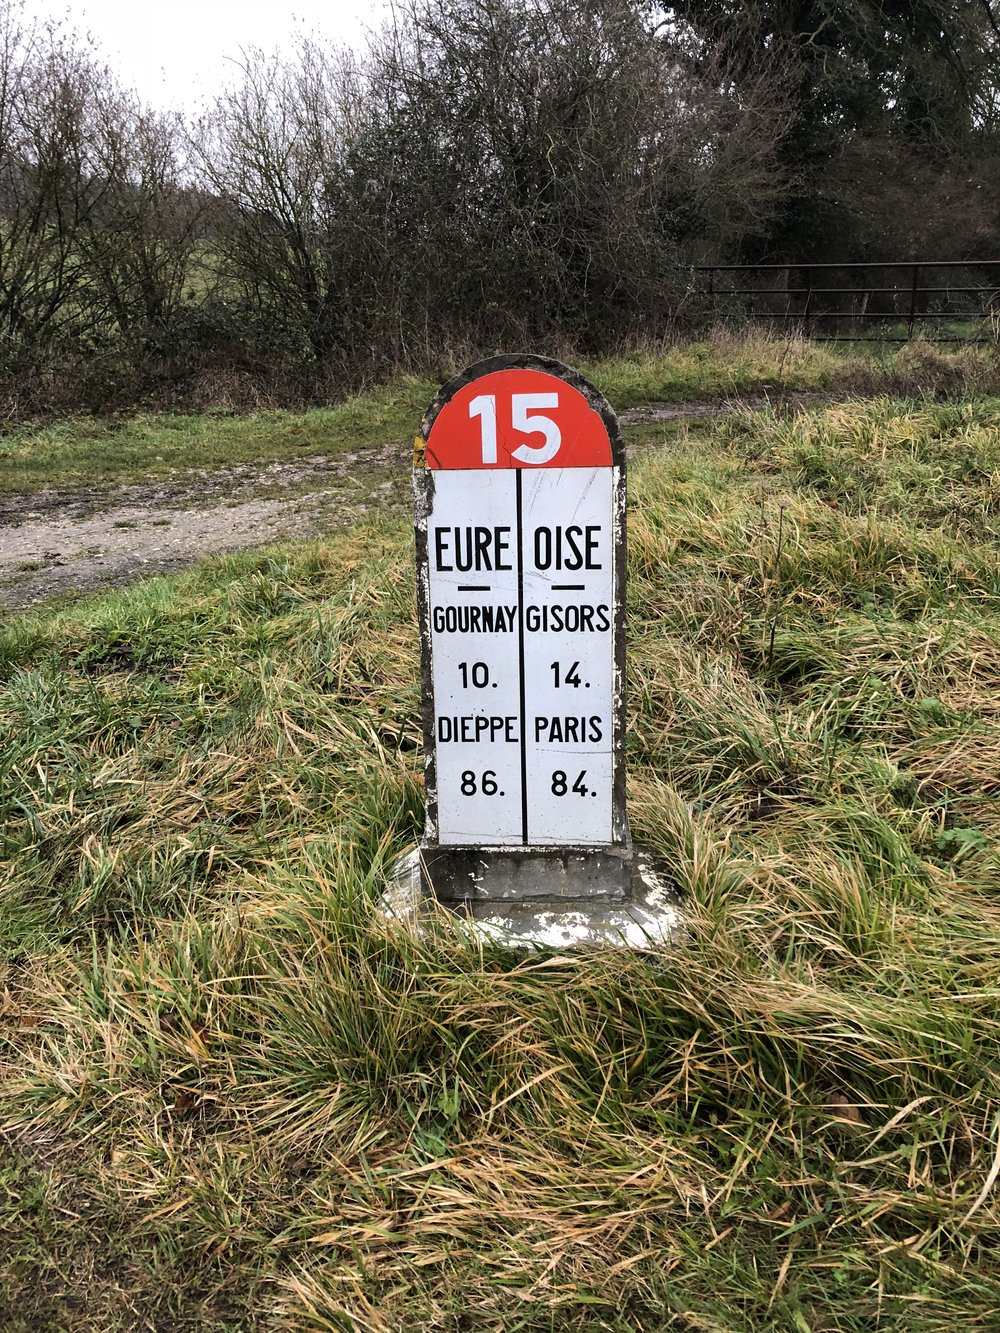 15
EURE OISE
GOURNAY GISORS
10. 14.
DIEPPE PARIS
86. 84.